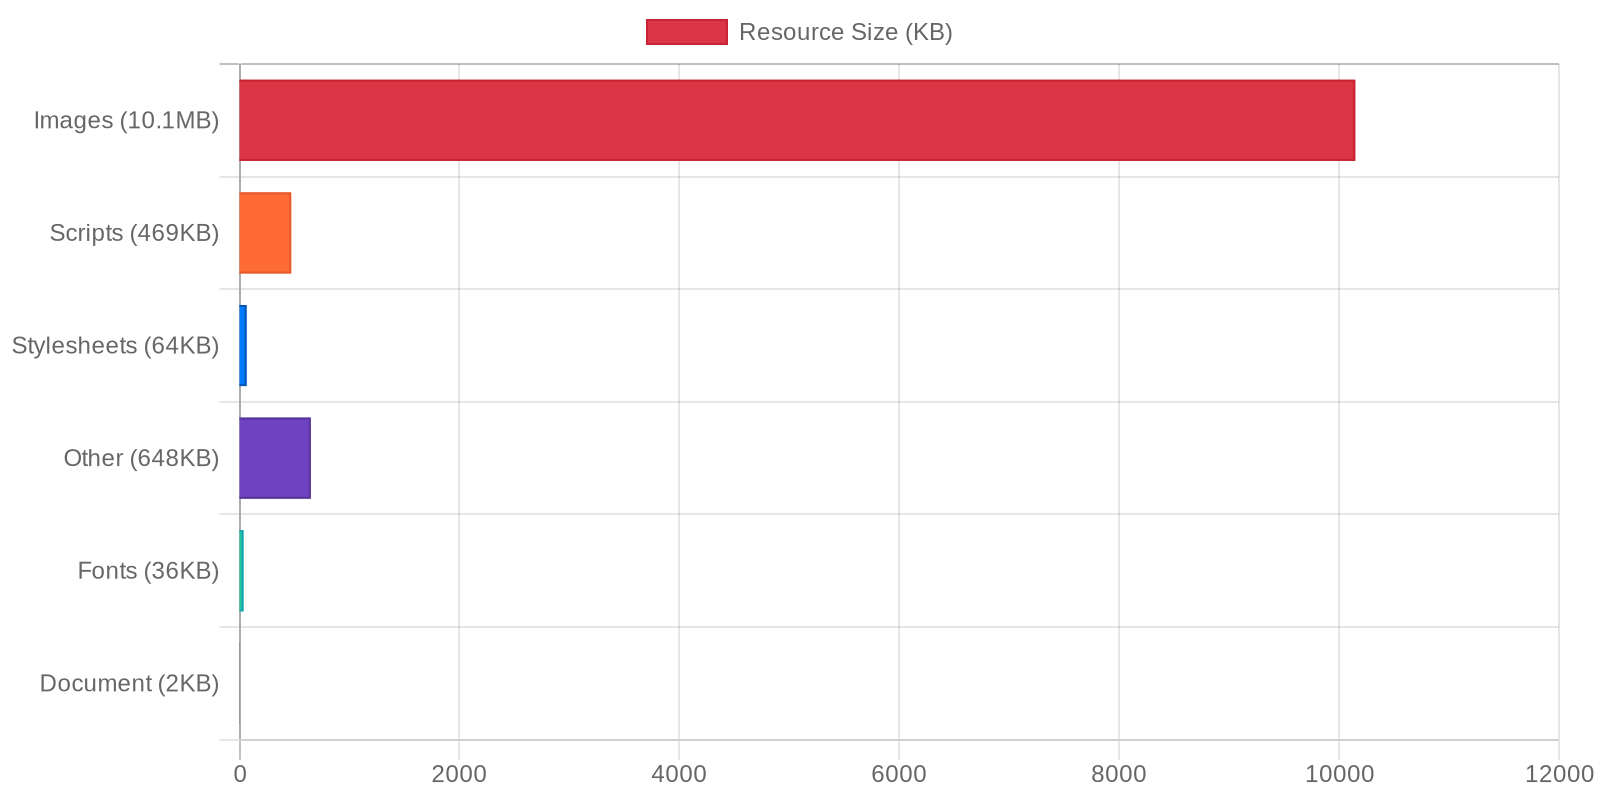 Resource Size (KB)
Images (10.1MB)
Scripts (469KB)
Stylesheets (64KB)
Other (648KB)
Fonts (36KB)
Document (2KB)
0 2000 4000 6000 8000 10000 12000